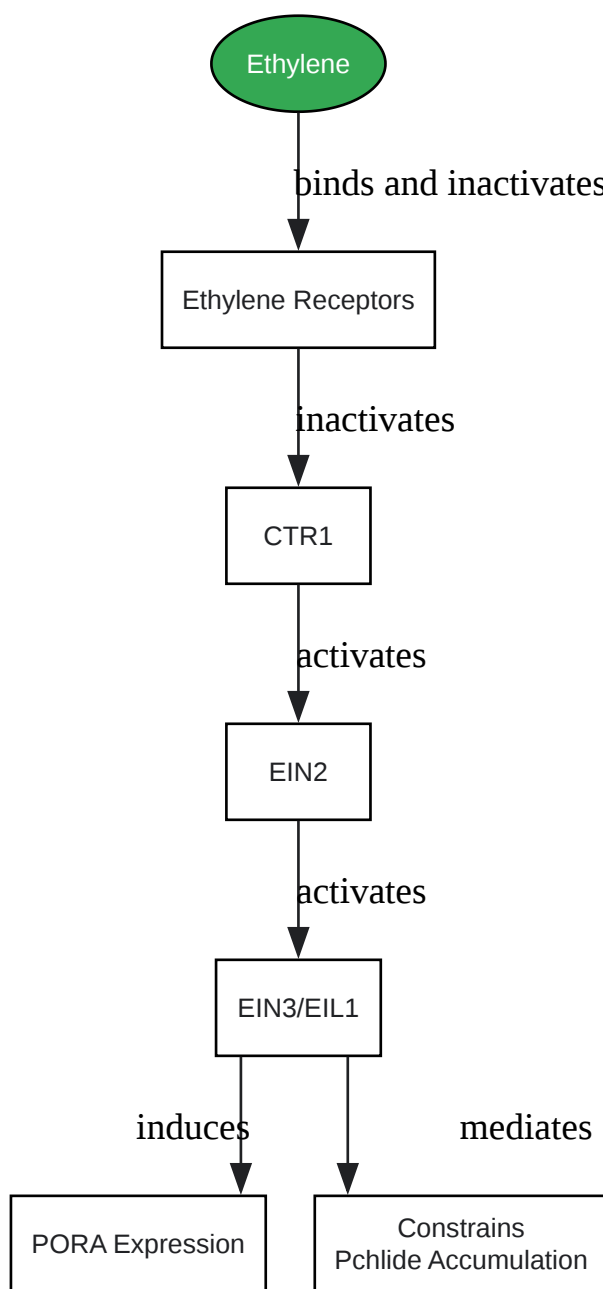 Ethylene
binds and inactivates
Ethylene Receptors
inactivates
CTR1
activates
EIN2
activates
EIN3/EIL1
induces
mediates
PORA Expression
Constrains
Pchlide Accumulation